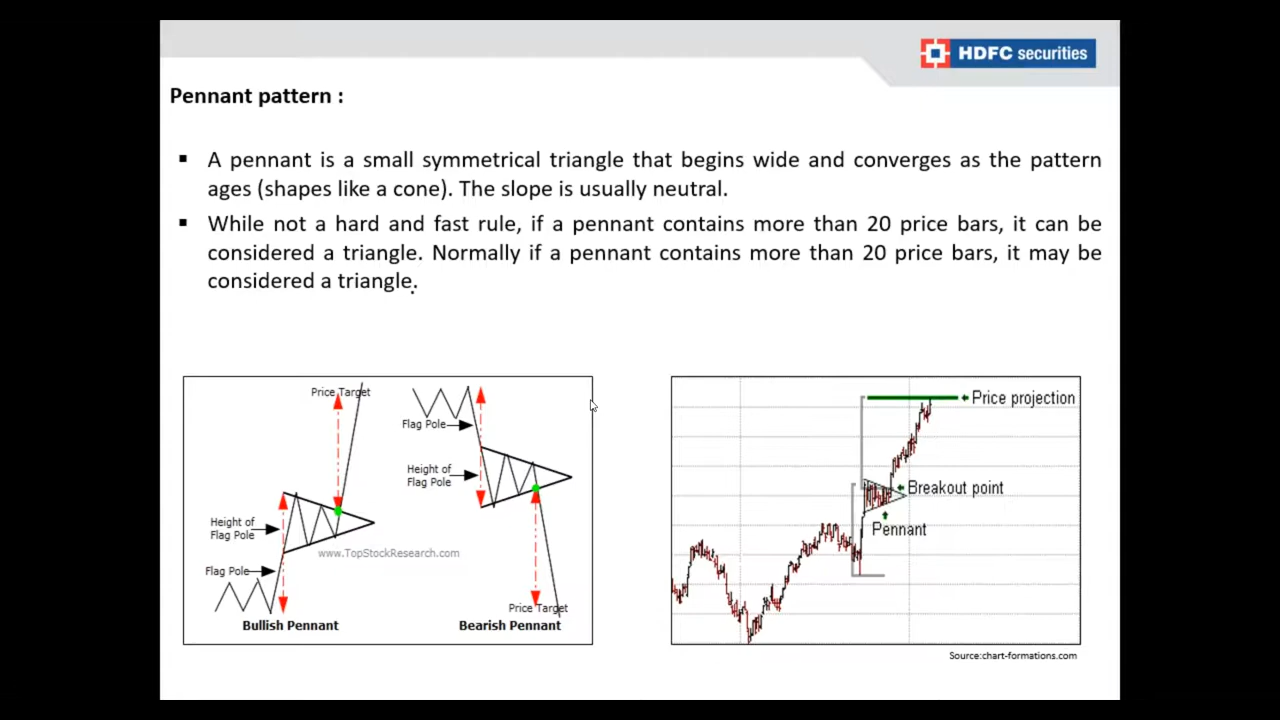 HDFC securities
Pennant pattern :
▪ A pennant is a small symmetrical triangle that begins wide and converges as the pattern
ages (shapes like a cone). The slope is usually neutral.
▪ While not a hard and fast rule, if a pennant contains more than 20 price bars, it can be
considered a triangle. Normally if a pennant contains more than 20 price bars, it may be
considered a triangle.
Price Target
Height of
Flag Pole
www.TopStockResearch.com
Flag Pole
Bullish Pennant
Flag Pole
Height of
Flag Pole
Price Target
Bearish Pennant
Price projection
Breakout point
Pennant
Source:chart-formations.com